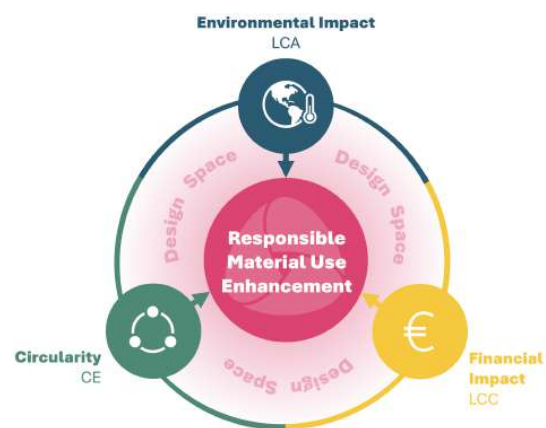 Environmental Impact
LCA
Design Space
Design Space
Responsible
Material Use
Enhancement
€
Circularity
CE
Financial
Impact
LCC
Design Space